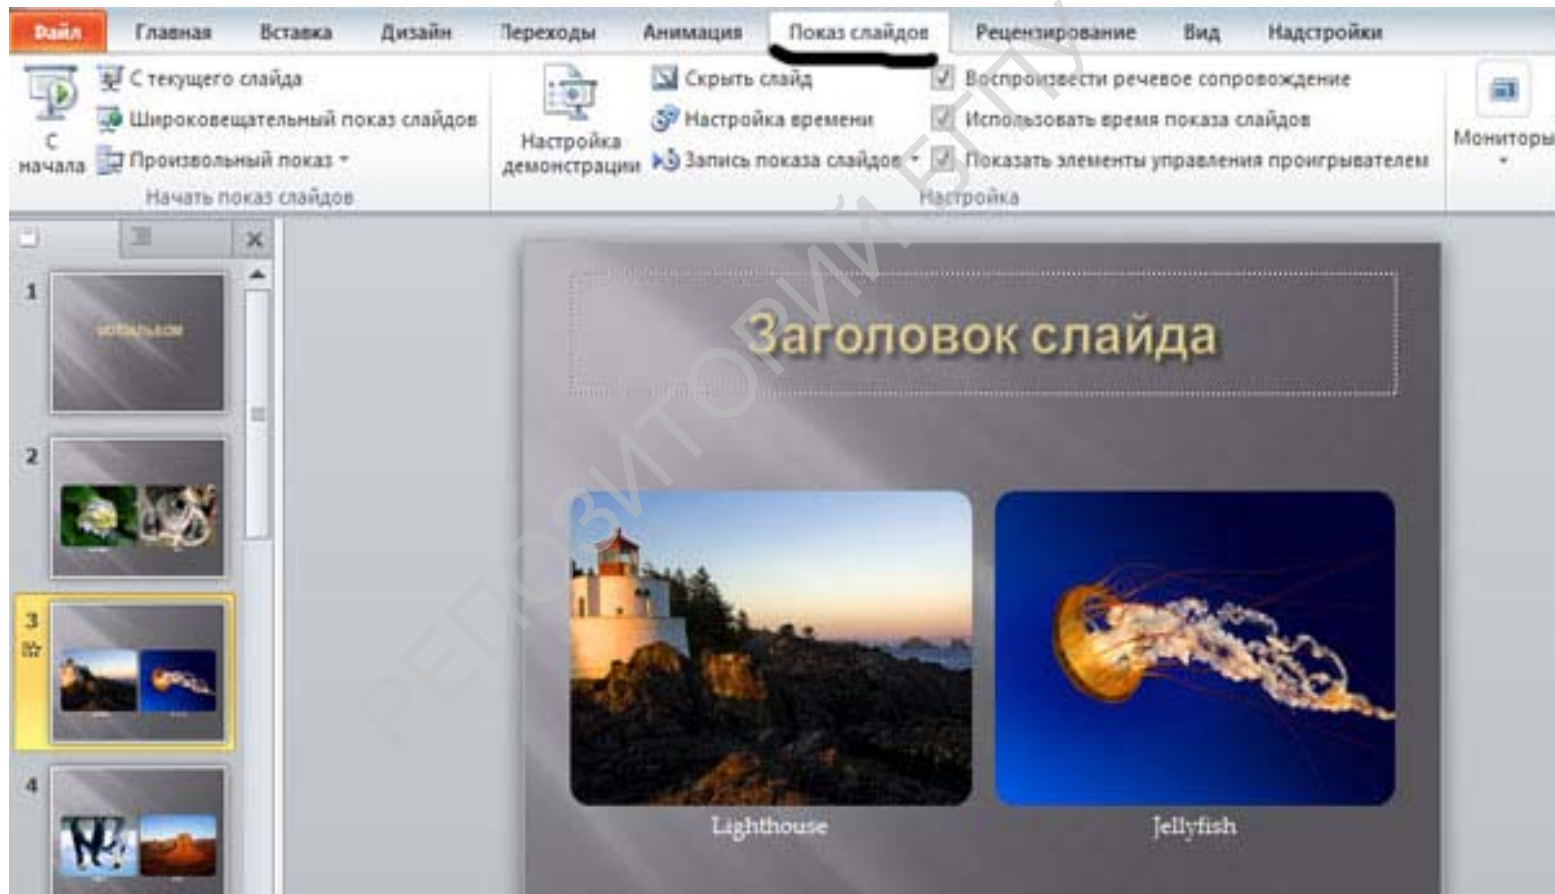 Файл Главная Вставка Дизайн Переходы Анимация Показ слайдов Рецензирование Вид Надстройки
С начала
С текущего слайда
Широковещательный показ слайдов
Произвольный показ
Начать показ слайдов
Настройка демонстрации
Скрыть слайд
Настройка времени
Запись показа слайдов
Воспроизвести речевое сопровождение
Использовать время показа слайдов
Показать элементы управления проигрывателем
Настройка
Мониторы
1
2
3
4
Заголовок слайда
Lighthouse
Jellyfish
РЕПОЗИТОРИЙ БГПУ